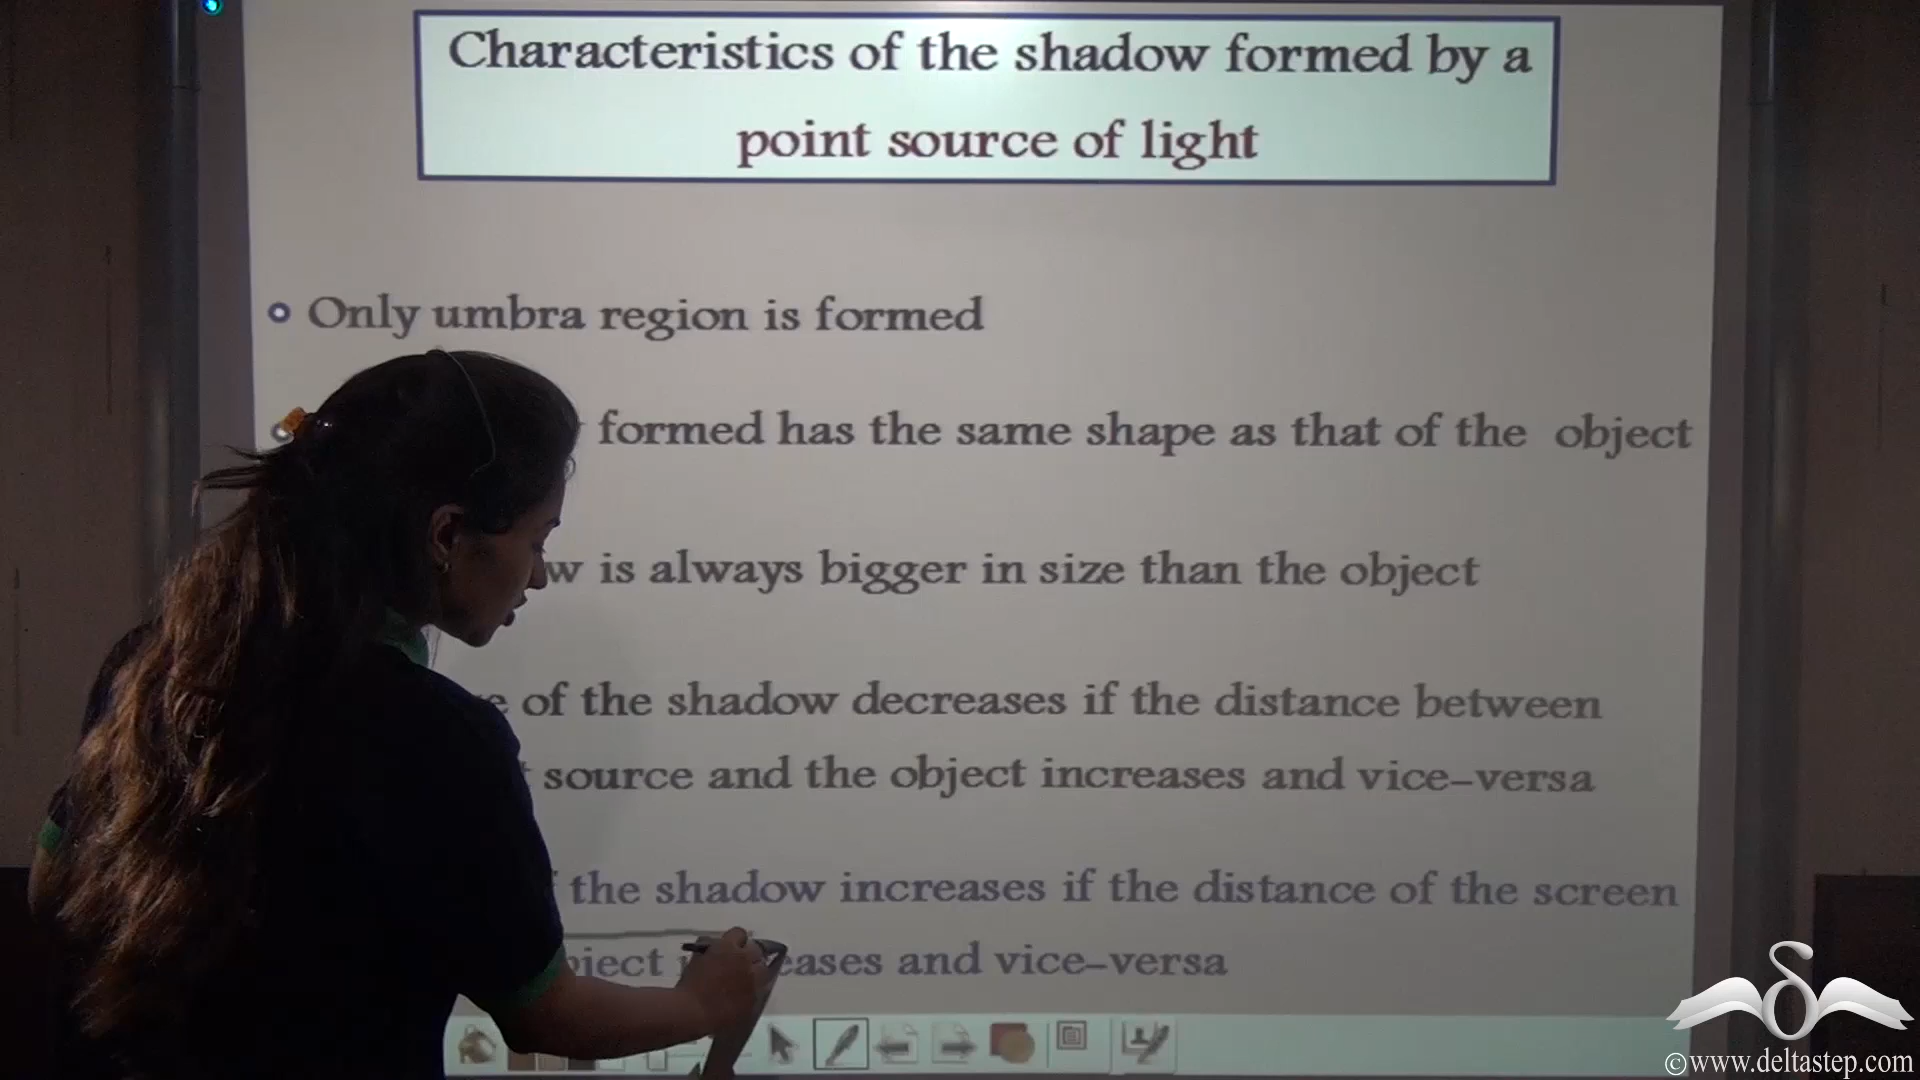 Characteristics of the shadow formed by a
point source of light
Only umbra region is formed
formed has the same shape as that of the object
is always bigger in size than the object
of the shadow decreases if the distance between
source and the object increases and vice-versa
the shadow increases if the distance of the screen
and vice-versa
©www.deltastep.com